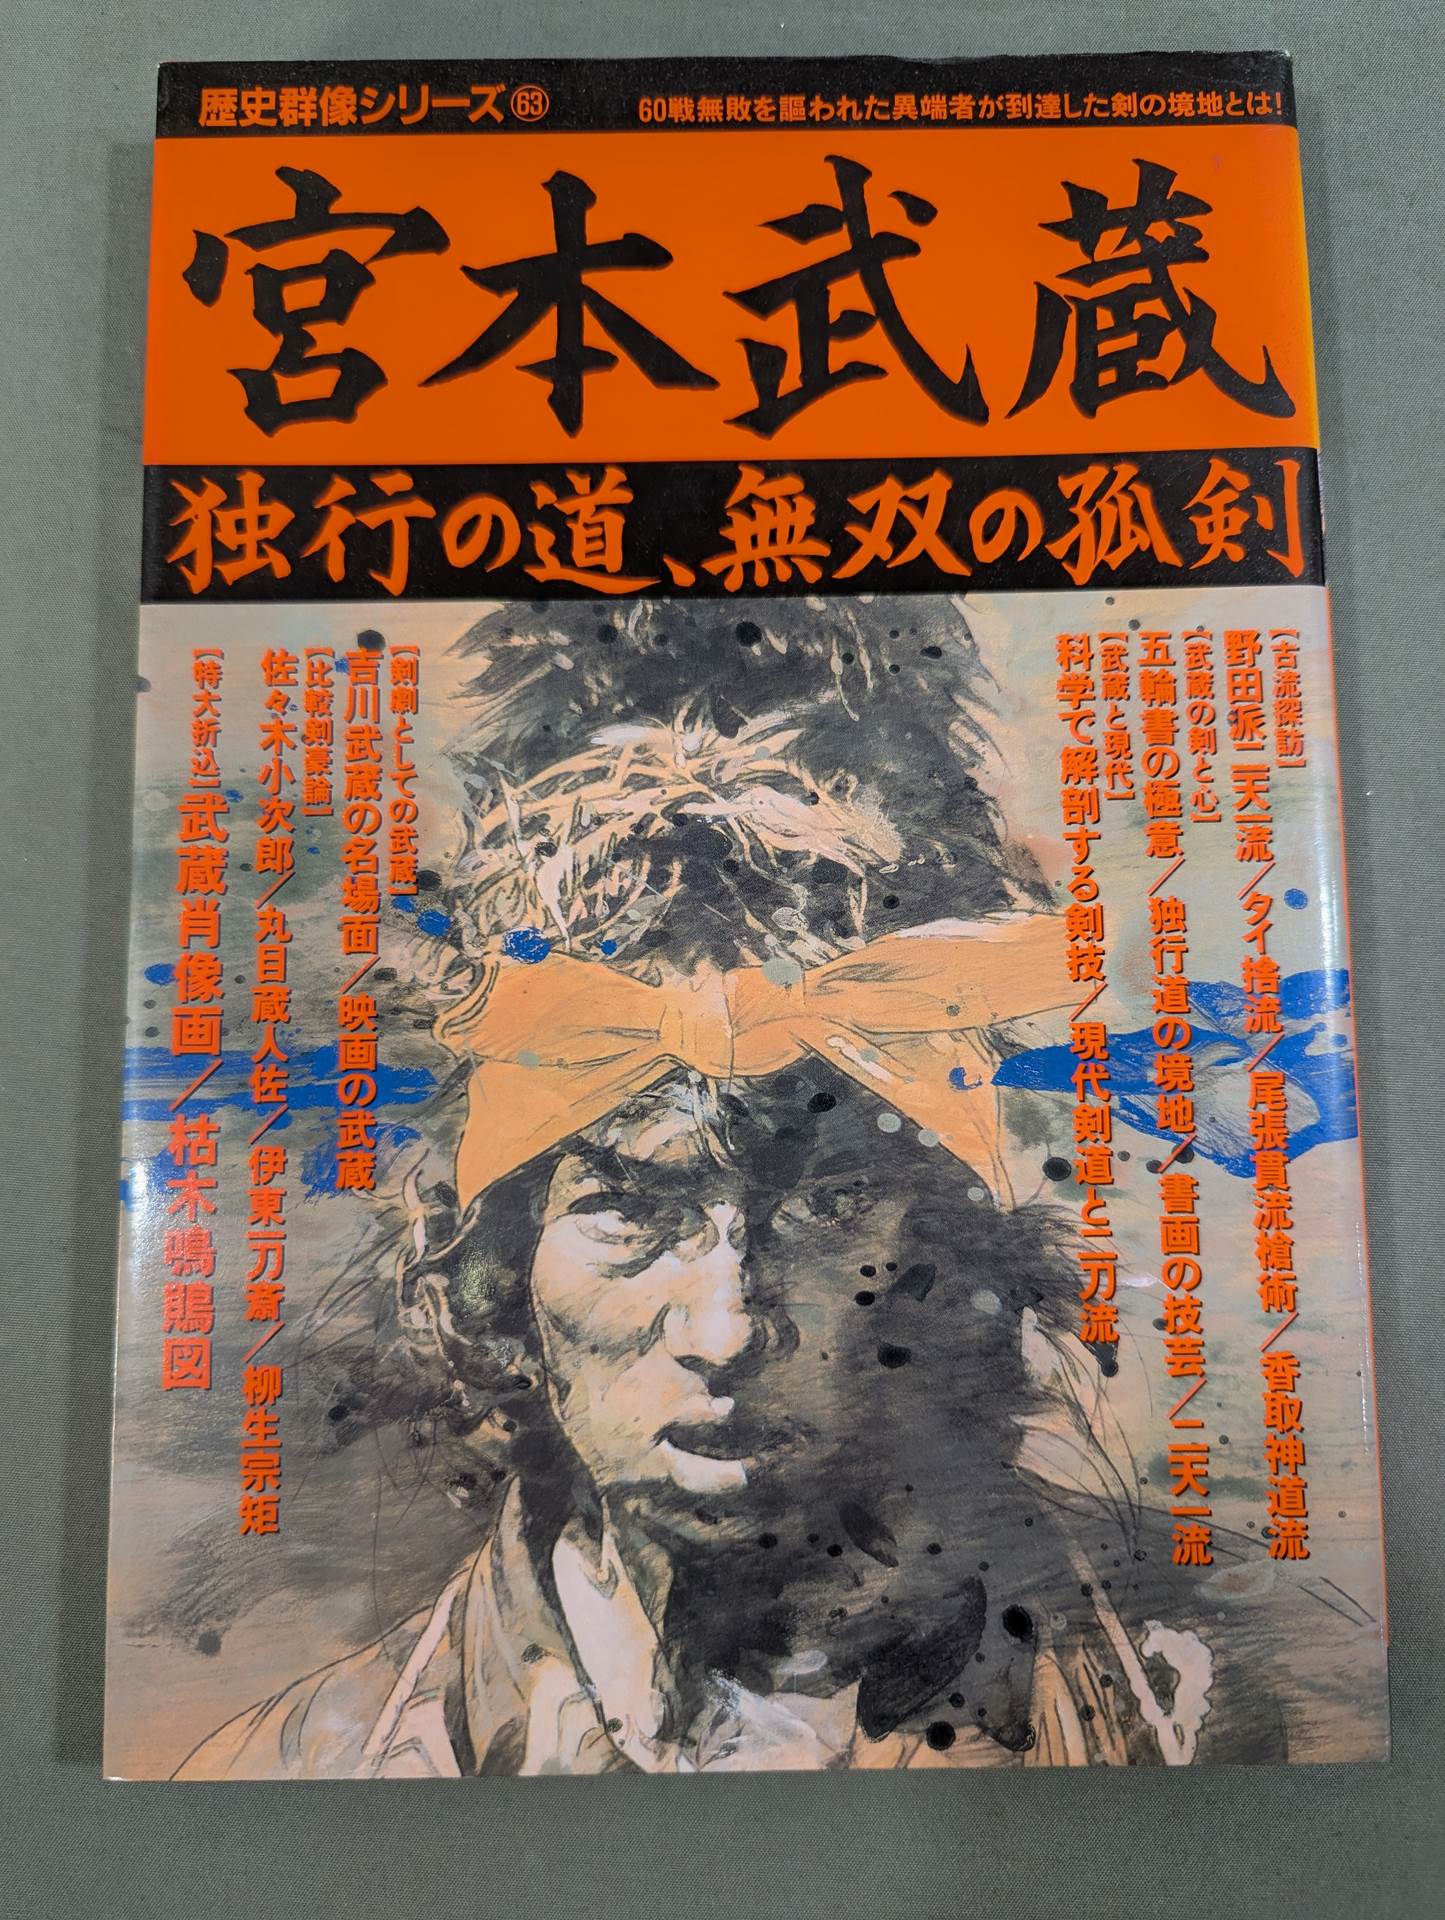 歴史群像シリーズ㊿
60戦無敗を謳われた異端者が到達した剣の境地とは!
宮本武蔵
独行の道、無双の孤剣
【古流探訪】
野田派二天一流/タイ捨流/尾張貫流槍術/香取神道流
【武蔵の剣と心】
五輪書の極意/独行道の境地/書画の技芸/二天一流
【武蔵と現代】
科学で解剖する剣技/現代剣道と二刀流
【剣劇としての武蔵】
吉川武蔵の名場面/映画の武蔵
【比較剣豪論】
佐々木小次郎/丸目蔵人佐/伊東一刀斎/柳生宗矩
【特大折込】武蔵肖像画/枯木鳴鵙図